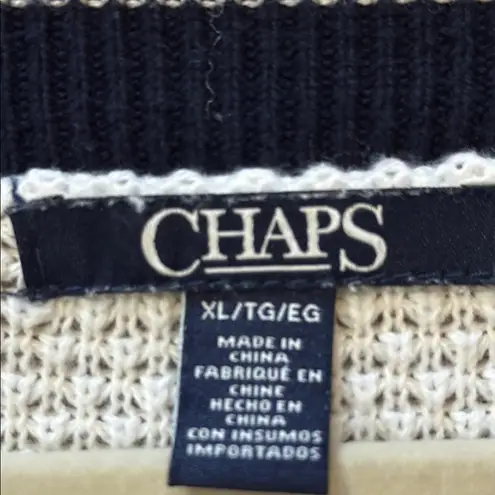 CHAPS
XL/TG/EG
MADE IN
CHINA
FABRIQUÉ EN
CHINE
HECHO EN
CHINA
CON INSUMOS
IMPORTADOS